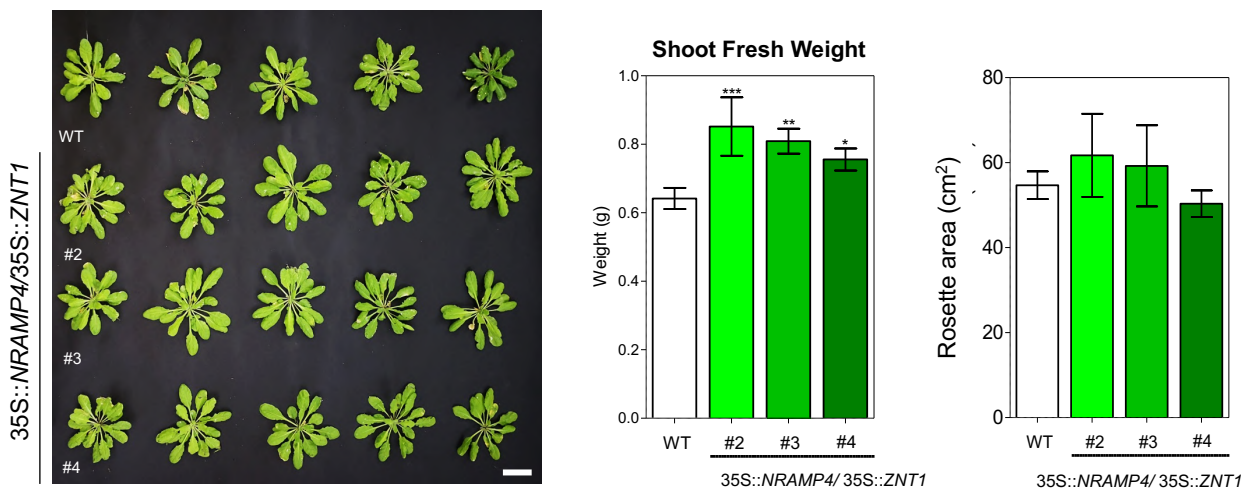 35S::NRAMP4/35S::ZNT1
WT
#2
#3
#4
Shoot Fresh Weight
Weight (g)
1.0
0.8
0.6
0.4
0.2
0.0
***
**
*
WT
#2
#3
#4
35S::NRAMP4/ 35S::ZNT1
Rosette area (cm²)
80
60
40
20
0
WT
#2
#3
#4
35S::NRAMP4/ 35S::ZNT1